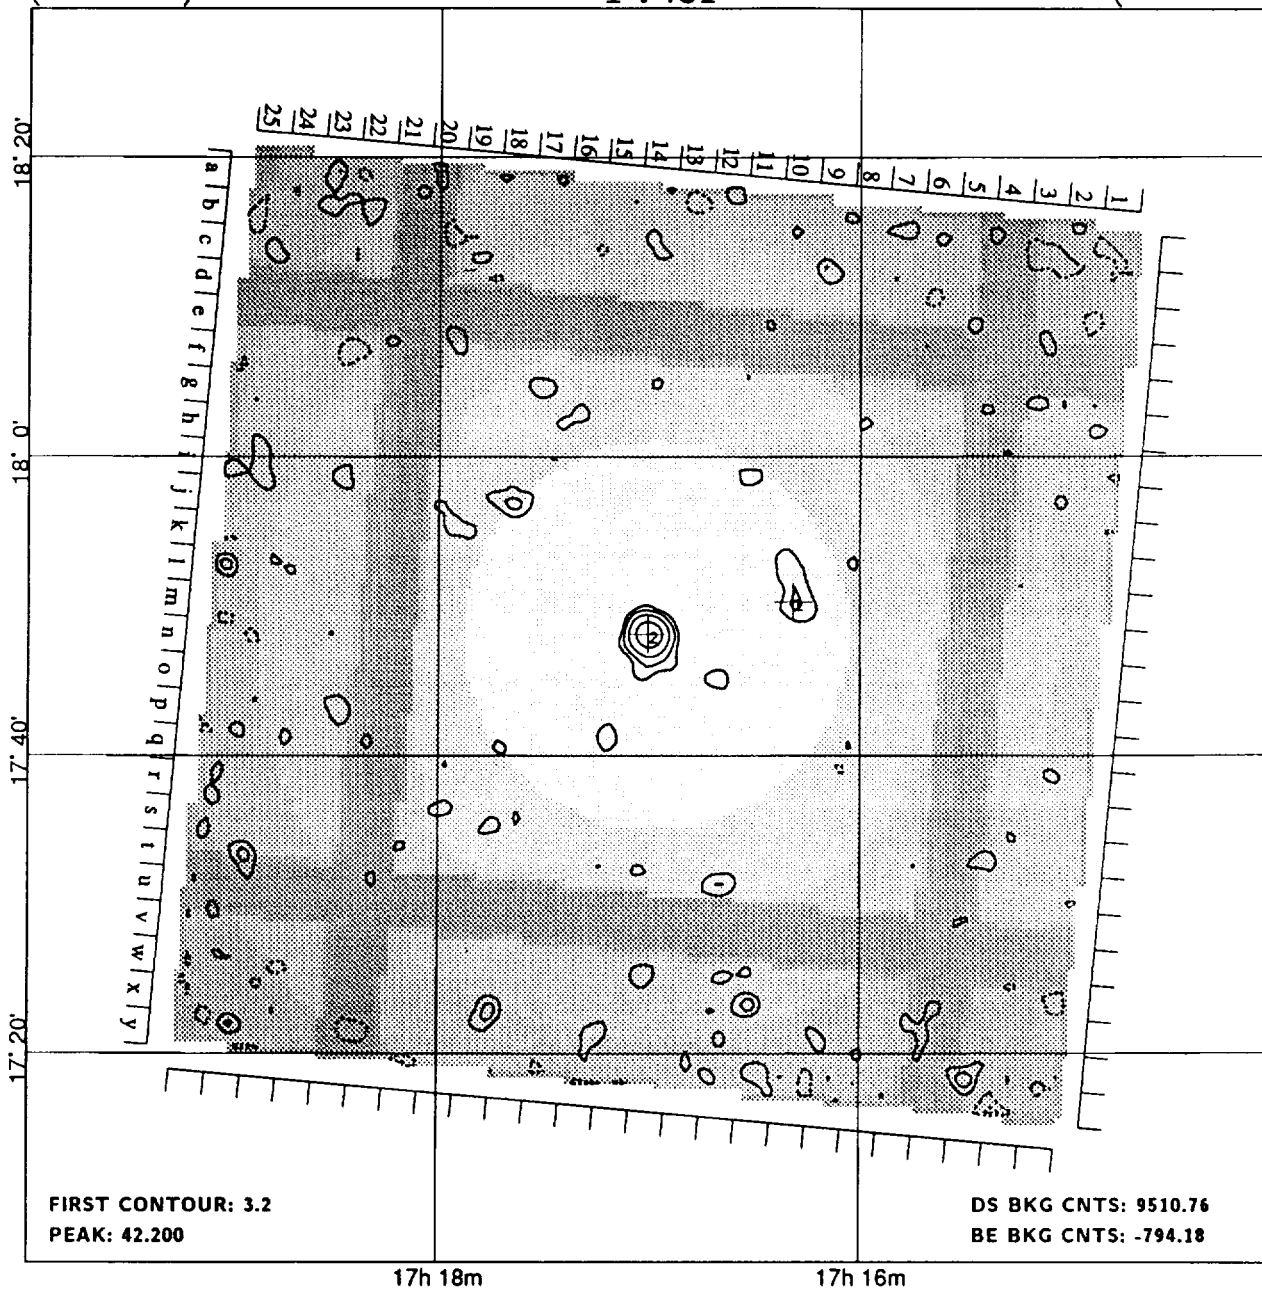 25 24 23 22 21 20 19 18 17 16 15 14 13 12 11 10 9 8 7 6 5 4 3 2 1
18° 20'
a b c d e f g h i j k l m n o p q r s t u v w x y
18° 0'
2
17° 40'
17° 20'
FIRST CONTOUR: 3.2
PEAK: 42.200
DS BKG CNTS: 9510.76
BE BKG CNTS: -794.18
17h 18m
17h 16m